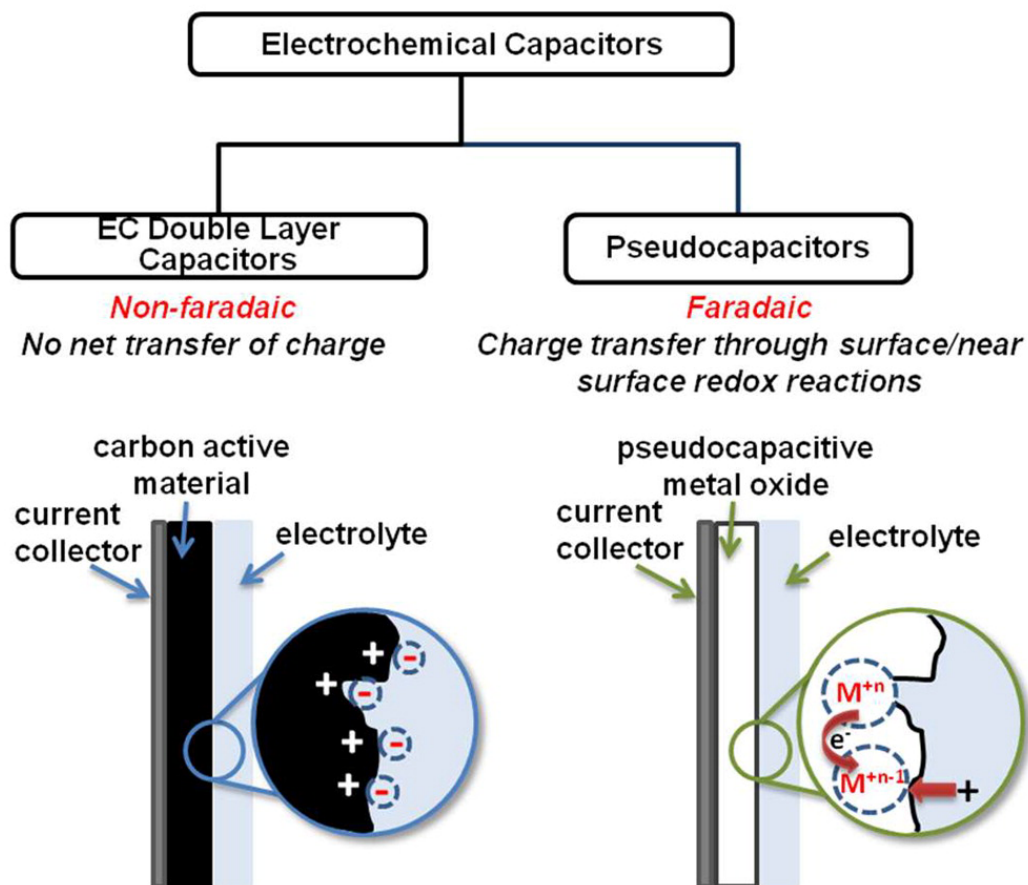 Electrochemical Capacitors
EC Double Layer
Capacitors
Pseudocapacitors
Non-faradaic
No net transfer of charge
Faradaic
Charge transfer through surface/near
surface redox reactions
carbon active
material
current
collector
electrolyte
+
-
+
-
+
-
+
-
pseudocapacitive
metal oxide
current
collector
electrolyte
M+n
e-
M+n-1
+